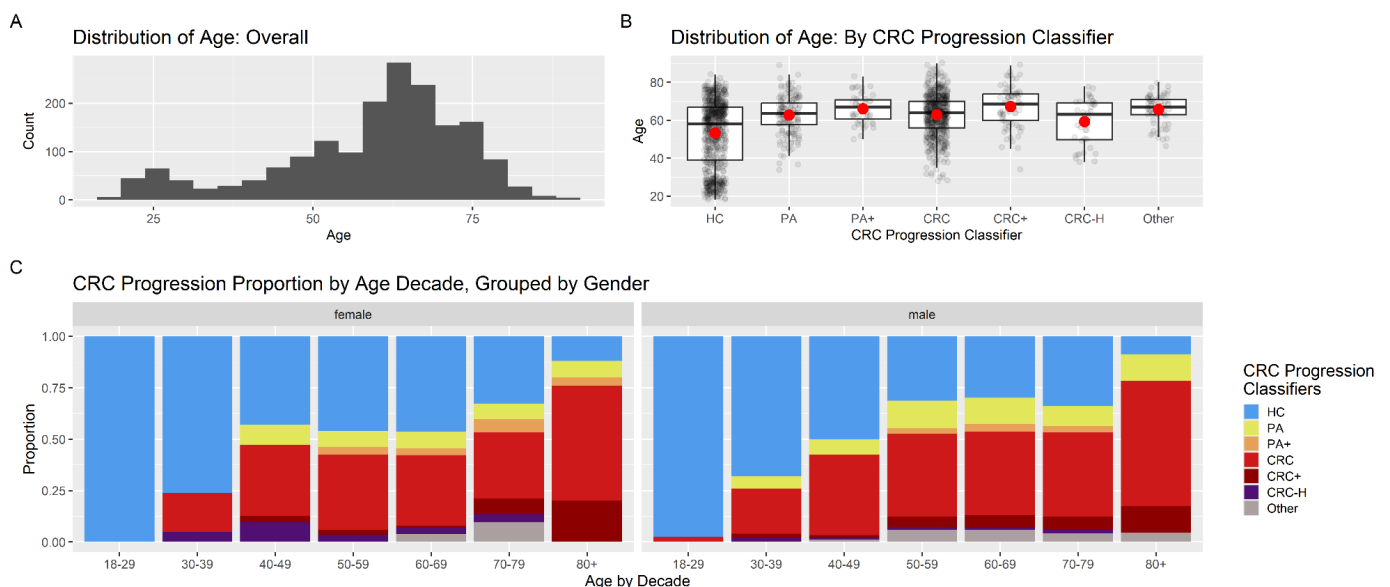 A
Distribution of Age: Overall
Count
200
100
0
25 50 75
Age
B
Distribution of Age: By CRC Progression Classifier
Age
80
60
40
20
HC PA PA+ CRC CRC+ CRC-H Other
CRC Progression Classifier
C
CRC Progression Proportion by Age Decade, Grouped by Gender
female male
Proportion
1.00
0.75
0.50
0.25
0.00
18-29 30-39 40-49 50-59 60-69 70-79 80+ 18-29 30-39 40-49 50-59 60-69 70-79 80+
Age by Decade
CRC Progression
Classifiers
HC
PA
PA+
CRC
CRC+
CRC-H
Other